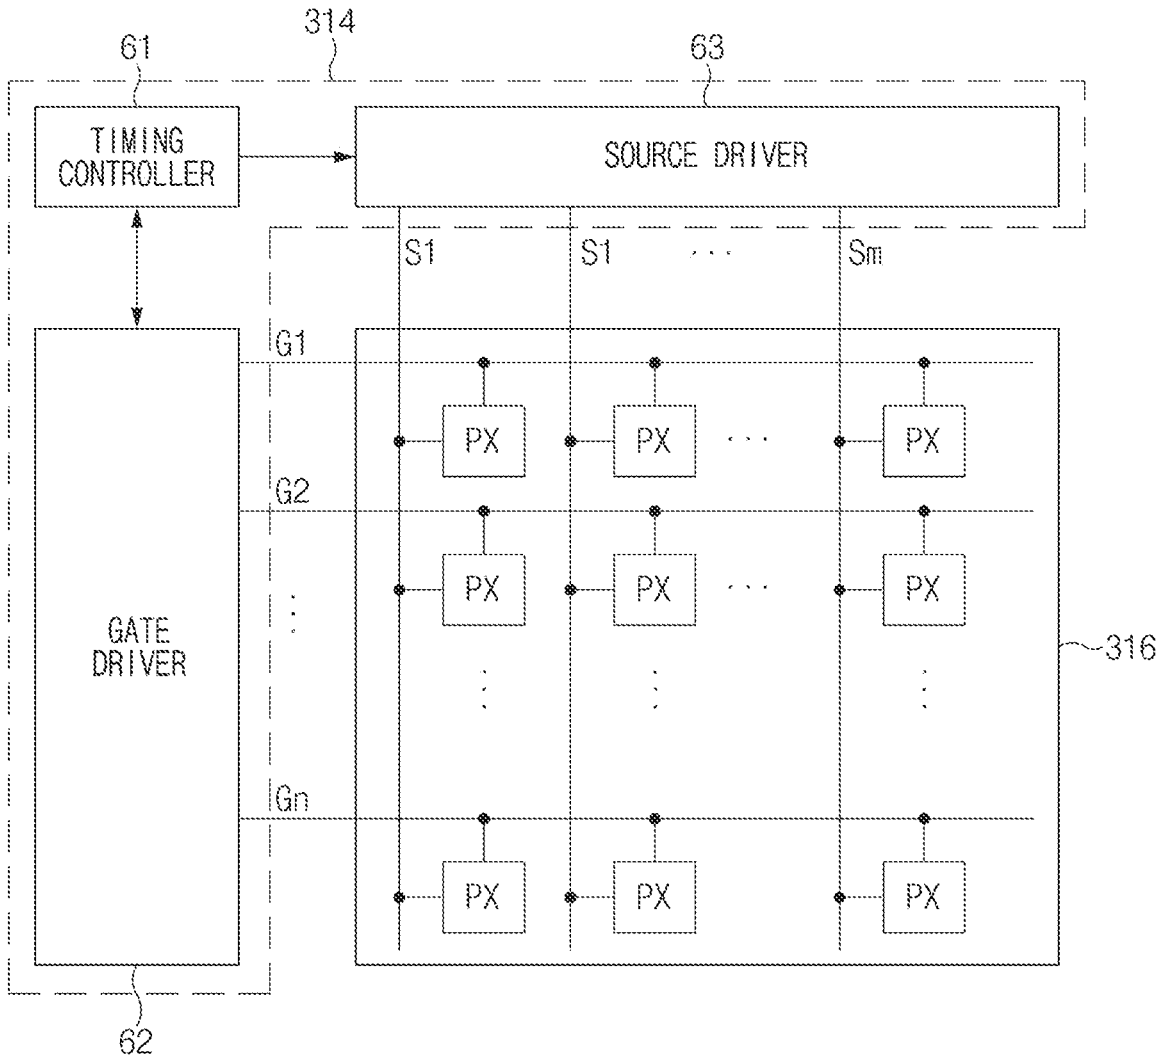 314
61
63
TIMING
CONTROLLER
SOURCE DRIVER
S1 S1 ... Sm
G1
PX PX ... PX
G2
PX PX ... PX
GATE
DRIVER
316
Gn
PX PX PX
62